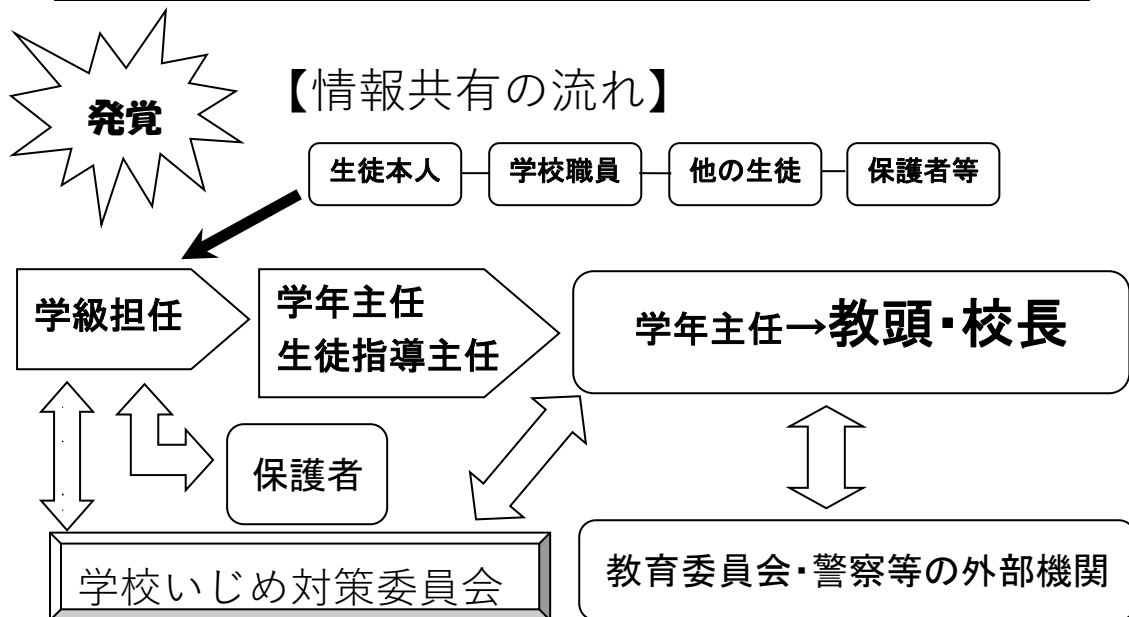 発覚
【情報共有の流れ】
生徒本人
学校職員
他の生徒
保護者等
学級担任
学年主任
生徒指導主任
学年主任→教頭・校長
保護者
学校いじめ対策委員会
教育委員会・警察等の外部機関